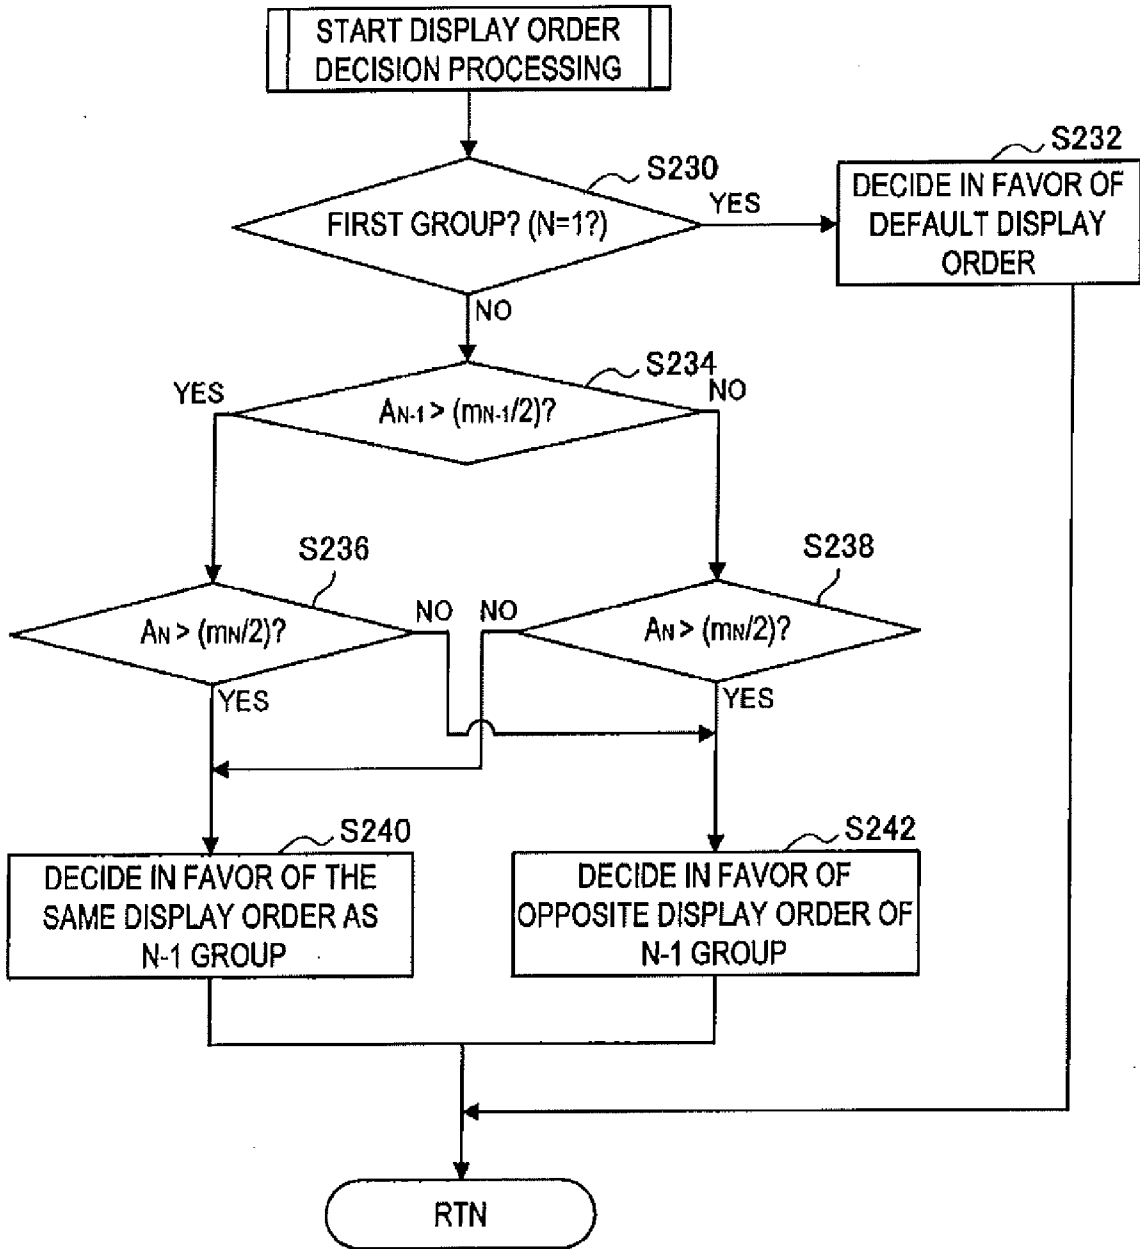 START DISPLAY ORDER
DECISION PROCESSING
S230
FIRST GROUP? (N=1?)
YES
S232
DECIDE IN FAVOR OF
DEFAULT DISPLAY
ORDER
NO
S234
YES
AN-1 > (mN-1/2)?
NO
S236
AN > (mN/2)?
NO
YES
S238
NO
AN > (mN/2)?
YES
S240
DECIDE IN FAVOR OF THE
SAME DISPLAY ORDER AS
N-1 GROUP
S242
DECIDE IN FAVOR OF
OPPOSITE DISPLAY ORDER OF
N-1 GROUP
RTN